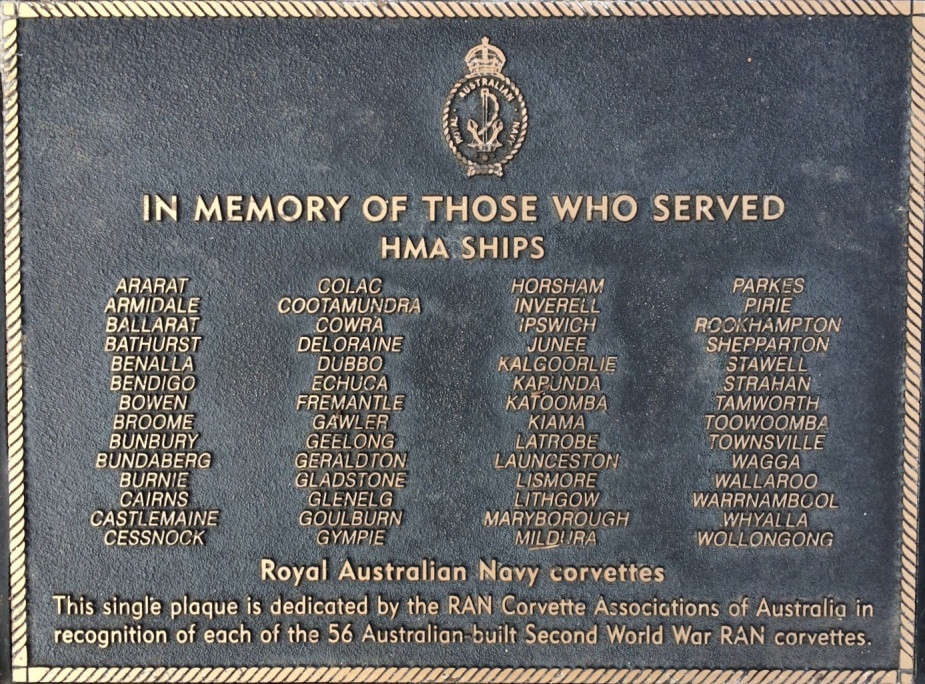 ROYAL AUSTRALIAN NAVY
IN MEMORY OF THOSE WHO SERVED
HMA SHIPS
ARARAT
ARMIDALE
BALLARAT
BATHURST
BENALLA
BENDIGO
BOWEN
BROOME
BUNBURY
BUNDABERG
BURNIE
CAIRNS
CASTLEMAINE
CESSNOCK
COLAC
COOTAMUNDRA
COWRA
DELORAINE
DUBBO
ECHUCA
FREMANTLE
GAWLER
GEELONG
GERALDTON
GLADSTONE
GLENELG
GOULBURN
GYMPIE
HORSHAM
INVERELL
IPSWICH
JUNEE
KALGOORLIE
KAPUNDA
KATOOMBA
KIAMA
LATROBE
LAUNCESTON
LISMORE
LITHGOW
MARYBOROUGH
MILDURA
PARKES
PIRIE
ROCKHAMPTON
SHEPPARTON
STAWELL
STRAHAN
TAMWORTH
TOOWOOMBA
TOWNSVILLE
WAGGA
WALLAROO
WARRNAMBOOL
WHYALLA
WOLLONGONG
Royal Australian Navy corvettes
This single plaque is dedicated by the RAN Corvette Associations of Australia in
recognition of each of the 56 Australian-built Second World War RAN corvettes.